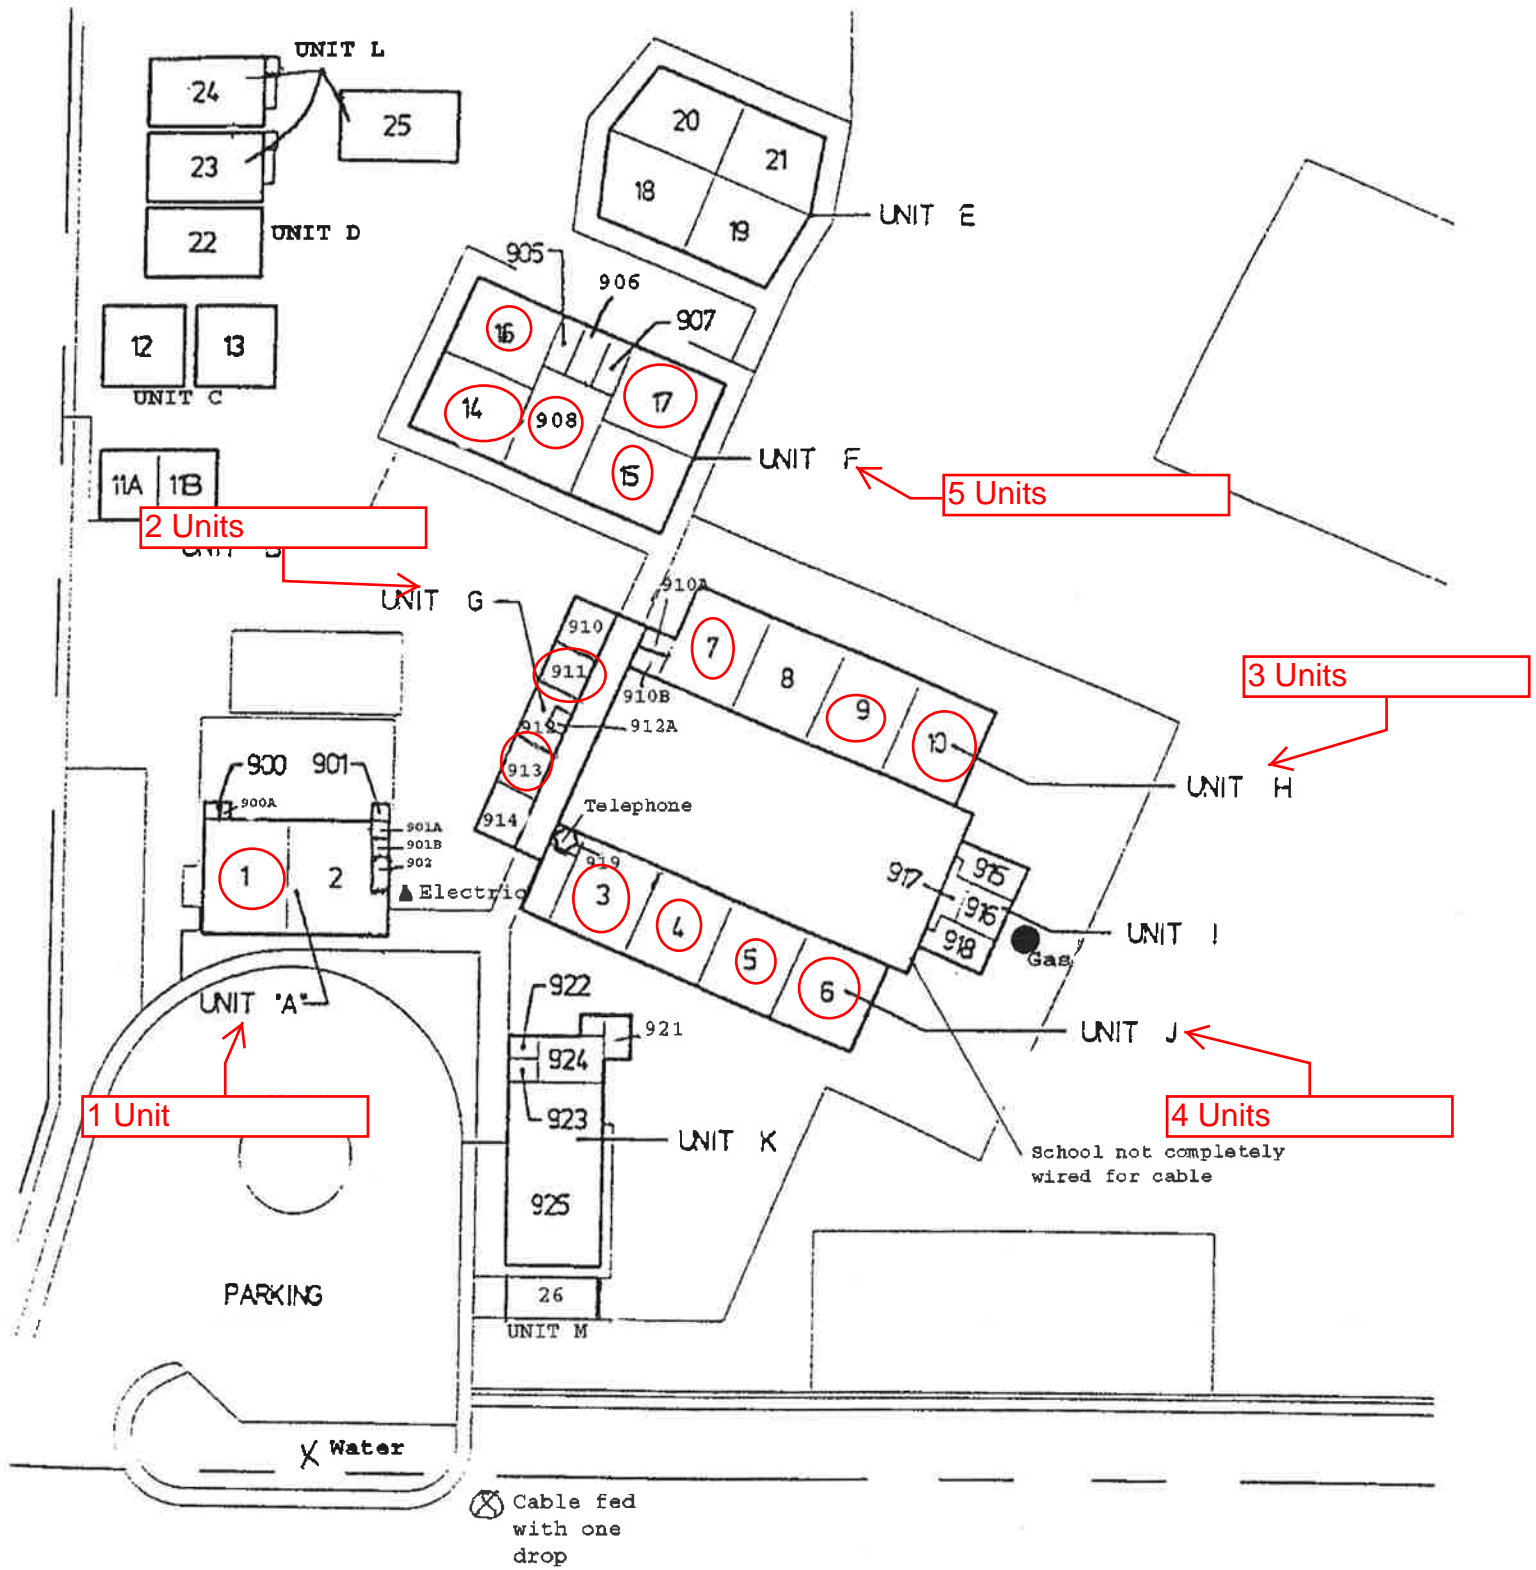 UNIT L
24
25
23
22
UNIT D
12
13
UNIT C
11A
11B
2 Units
20
21
18
19
UNIT E
905
906
907
16
14
908
17
15
UNIT F
5 Units
UNIT G
910
911
912
912A
913
914
910A
910B
7
8
9
10
3 Units
UNIT H
900
901
900A
901A
901B
902
1
2
Electric
UNIT "A"
1 Unit
Telephone
919
3
4
5
6
917
915
916
918
UNIT I
Gas
UNIT J
4 Units
922
921
924
923
UNIT K
925
School not completely
wired for cable
26
UNIT M
PARKING
Water
Cable fed
with one
drop